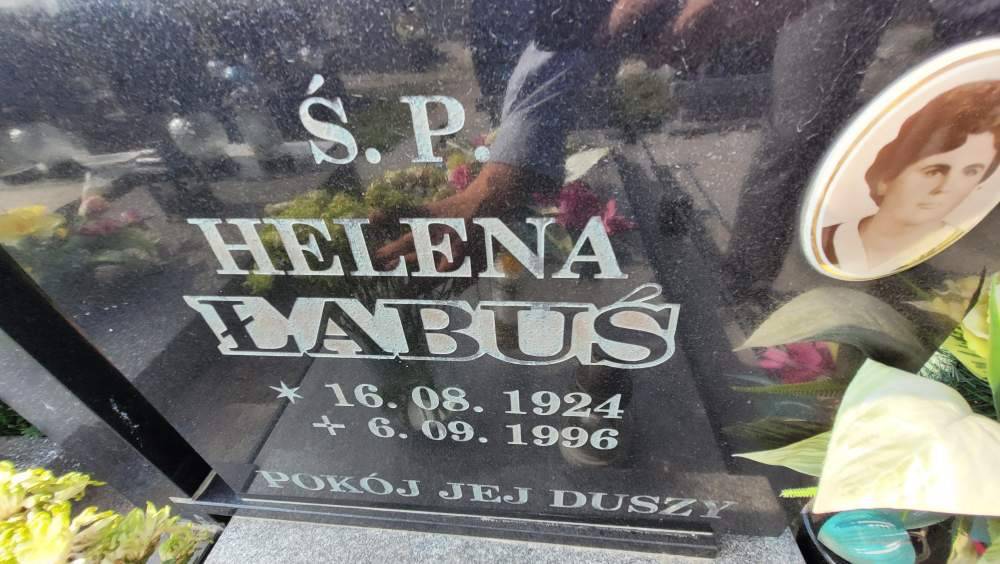 Ś. P.
HELENA
ŁABUŚ
* 16. 08. 1924
✢ 6. 09. 1996
POKÓJ JEJ DUSZY